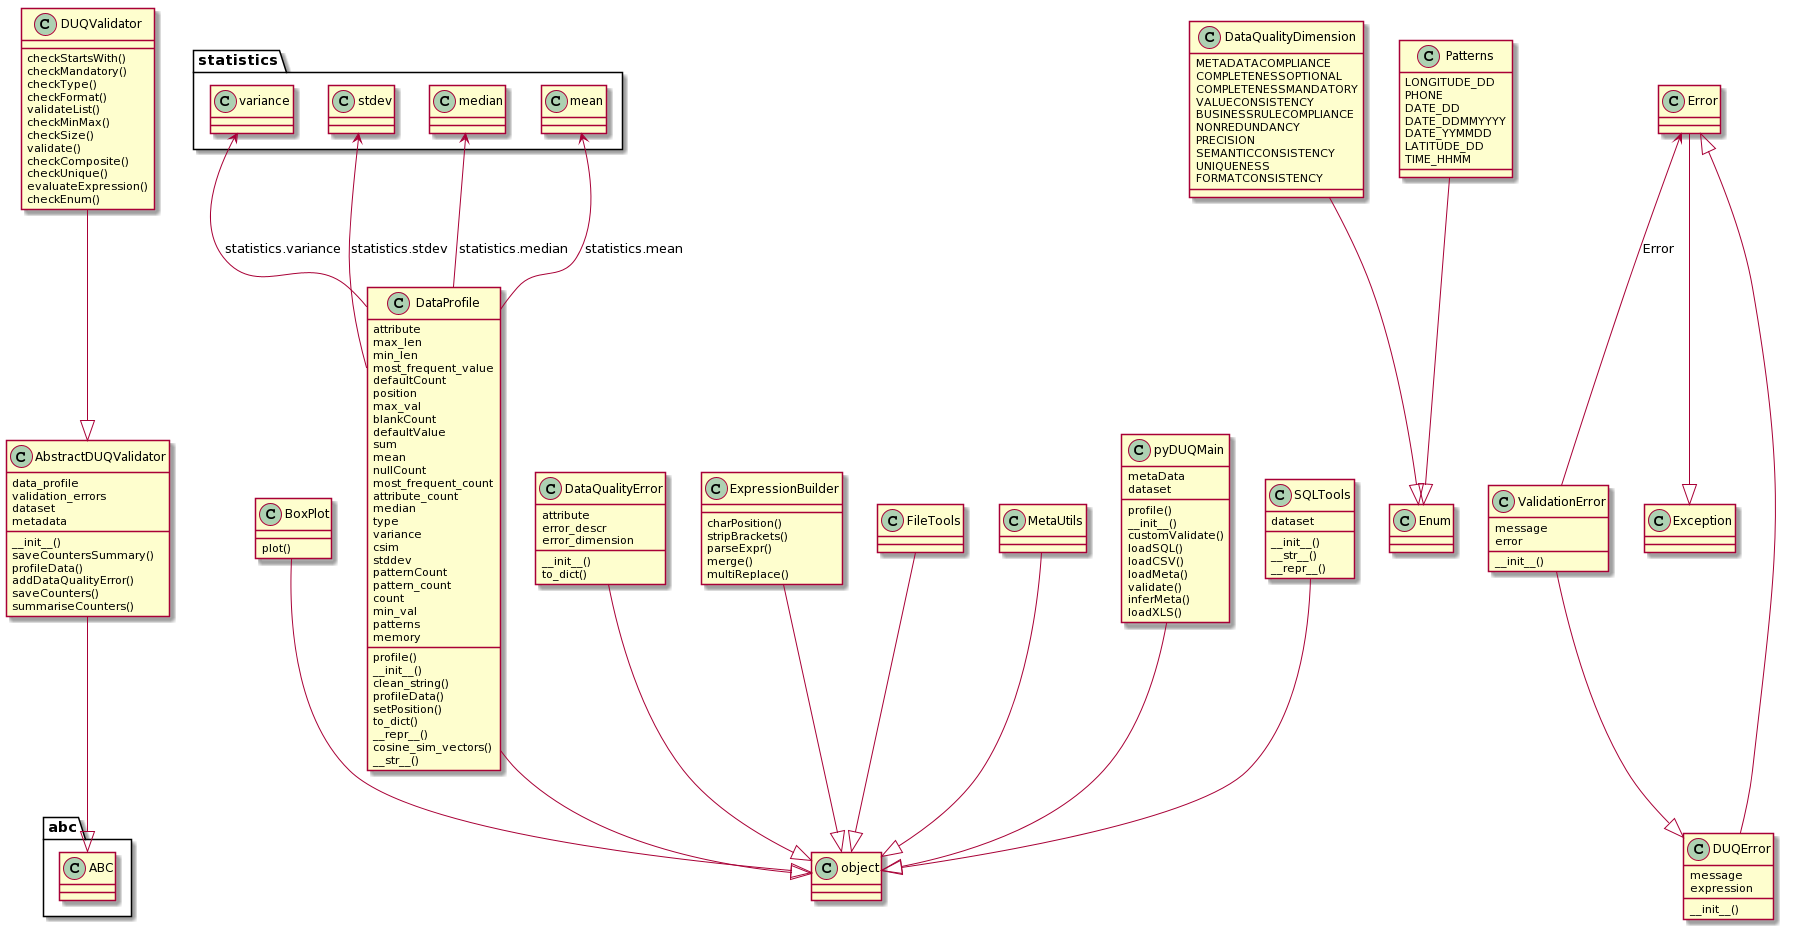 C DUQValidator
checkStartsWith()
checkMandatory()
checkType()
checkFormat()
validateList()
checkMinMax()
checkSize()
validate()
checkComposite()
checkUnique()
evaluateExpression()
checkEnum()
statistics
C variance
C stdev
C median
C mean
C DataQualityDimension
METADATACOMPLIANCE
COMPLETENESSOPTIONAL
COMPLETENESSMANDATORY
VALUECONSISTENCY
BUSINESSRULECOMPLIANCE
NONREDUNDANCY
PRECISION
SEMANTICCONSISTENCY
UNIQUENESS
FORMATCONSISTENCY
C Patterns
LONGITUDE_DD
PHONE
DATE_DD
DATE_DDMMYYYY
DATE_YYMMDD
LATITUDE_DD
TIME_HHMM
C Error
statistics.variance
statistics.stdev
statistics.median
statistics.mean
Error
C AbstractDUQValidator
data_profile
validation_errors
dataset
metadata
__init__()
saveCountersSummary()
profileData()
addDataQualityError()
saveCounters()
summariseCounters()
C BoxPlot
plot()
C DataProfile
attribute
max_len
min_len
most_frequent_value
defaultCount
position
max_val
blankCount
defaultValue
sum
mean
nullCount
most_frequent_count
attribute_count
median
type
variance
csim
stddev
patternCount
pattern_count
count
min_val
patterns
memory
profile()
__init__()
clean_string()
profileData()
setPosition()
to_dict()
__repr__()
cosine_sim_vectors()
__str__()
C DataQualityError
attribute
error_descr
error_dimension
__init__()
to_dict()
C ExpressionBuilder
charPosition()
stripBrackets()
parseExpr()
merge()
multiReplace()
C FileTools
C MetaUtils
C pyDUQMain
metaData
dataset
profile()
__init__()
customValidate()
loadSQL()
loadCSV()
loadMeta()
validate()
inferMeta()
loadXLS()
C SQLTools
dataset
__init__()
__str__()
__repr__()
C Enum
C ValidationError
message
error
__init__()
C Exception
abc
C ABC
C object
C DUQError
message
expression
__init__()